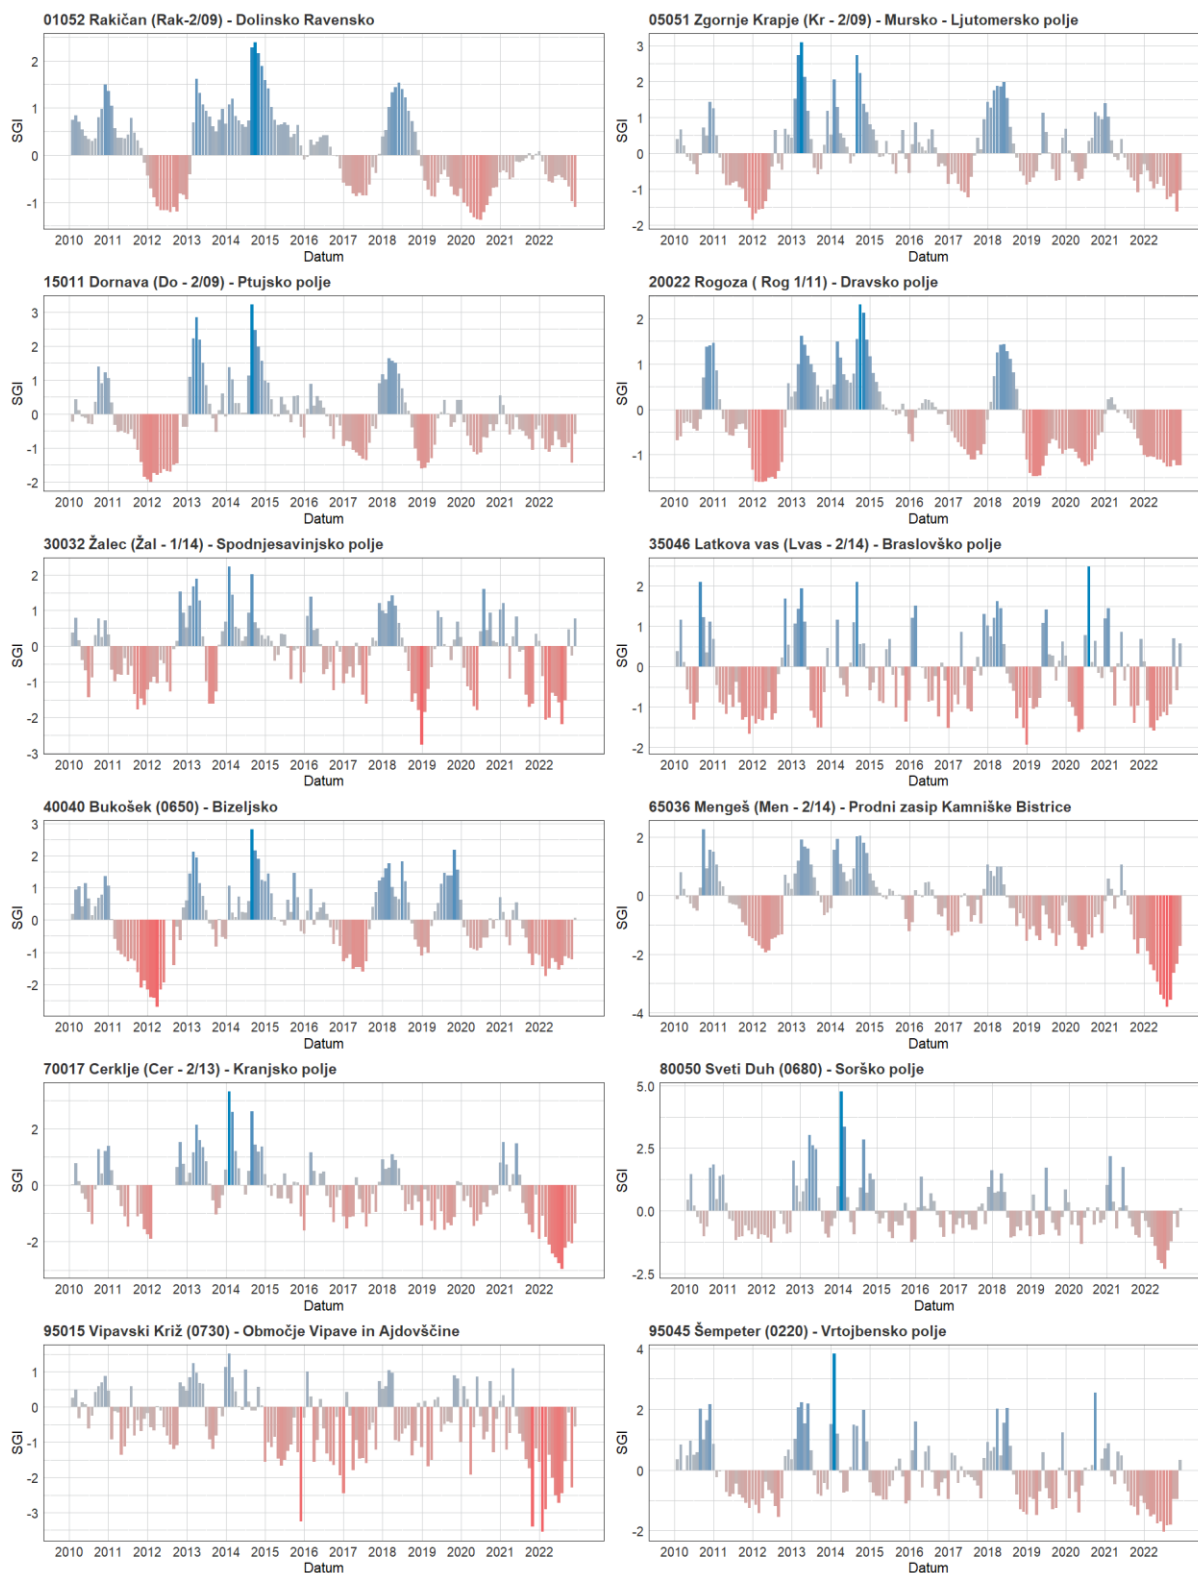 01052 Rakičan (Rak-2/09) - Dolinsko Ravensko
SGI
2
1
0
-1
2010 2011 2012 2013 2014 2015 2016 2017 2018 2019 2020 2021 2022
Datum
05051 Zgornje Krapje (Kr - 2/09) - Mursko - Ljutomersko polje
SGI
3
2
1
0
-1
-2
2010 2011 2012 2013 2014 2015 2016 2017 2018 2019 2020 2021 2022
Datum
15011 Dornava (Do - 2/09) - Ptujsko polje
SGI
3
2
1
0
-1
-2
2010 2011 2012 2013 2014 2015 2016 2017 2018 2019 2020 2021 2022
Datum
20022 Rogoza ( Rog 1/11) - Dravsko polje
SGI
2
1
0
-1
2010 2011 2012 2013 2014 2015 2016 2017 2018 2019 2020 2021 2022
Datum
30032 Žalec (Žal - 1/14) - Spodnjesavinjsko polje
SGI
2
1
0
-1
-2
-3
2010 2011 2012 2013 2014 2015 2016 2017 2018 2019 2020 2021 2022
Datum
35046 Latkova vas (Lvas - 2/14) - Braslovško polje
SGI
2
1
0
-1
-2
2010 2011 2012 2013 2014 2015 2016 2017 2018 2019 2020 2021 2022
Datum
40040 Bukošek (0650) - Bizeljsko
SGI
3
2
1
0
-1
-2
2010 2011 2012 2013 2014 2015 2016 2017 2018 2019 2020 2021 2022
Datum
65036 Mengeš (Men - 2/14) - Prodni zasip Kamniške Bistrice
SGI
2
0
-2
-4
2010 2011 2012 2013 2014 2015 2016 2017 2018 2019 2020 2021 2022
Datum
70017 Cerklje (Cer - 2/13) - Kranjsko polje
SGI
2
0
-2
2010 2011 2012 2013 2014 2015 2016 2017 2018 2019 2020 2021 2022
Datum
80050 Sveti Duh (0680) - Sorško polje
SGI
5.0
2.5
0.0
-2.5
2010 2011 2012 2013 2014 2015 2016 2017 2018 2019 2020 2021 2022
Datum
95015 Vipavski Križ (0730) - Območje Vipave in Ajdovščine
SGI
1
0
-1
-2
-3
2010 2011 2012 2013 2014 2015 2016 2017 2018 2019 2020 2021 2022
Datum
95045 Šempeter (0220) - Vrtojbensko polje
SGI
4
2
0
-2
2010 2011 2012 2013 2014 2015 2016 2017 2018 2019 2020 2021 2022
Datum